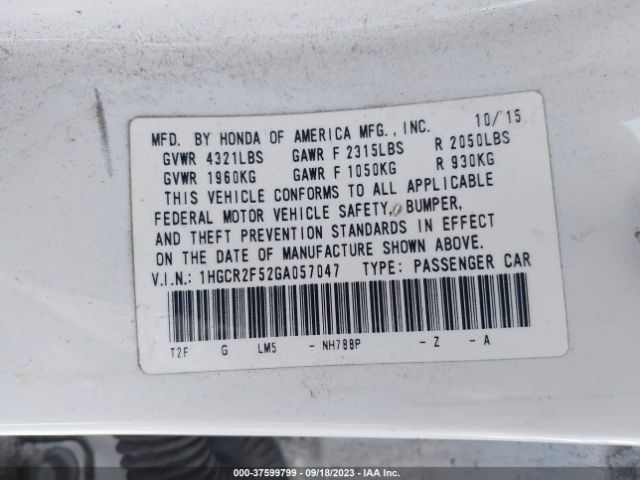 MFD. BY HONDA OF AMERICA MFG., INC. 10/'15
GVWR 4321LBS GAWR F 2315LBS R 2050LBS
GVWR 1960KG GAWR F 1050KG R 930KG
THIS VEHICLE CONFORMS TO ALL APPLICABLE
FEDERAL MOTOR VEHICLE SAFETY, BUMPER,
AND THEFT PREVENTION STANDARDS IN EFFECT
ON THE DATE OF MANUFACTURE SHOWN ABOVE.
V.I.N.: 1HGCR2F52GA057047 TYPE: PASSENGER CAR
T2F G LM5 - NH788P - Z - A
000-37599799 - 09/18/2023 - IAA Inc.